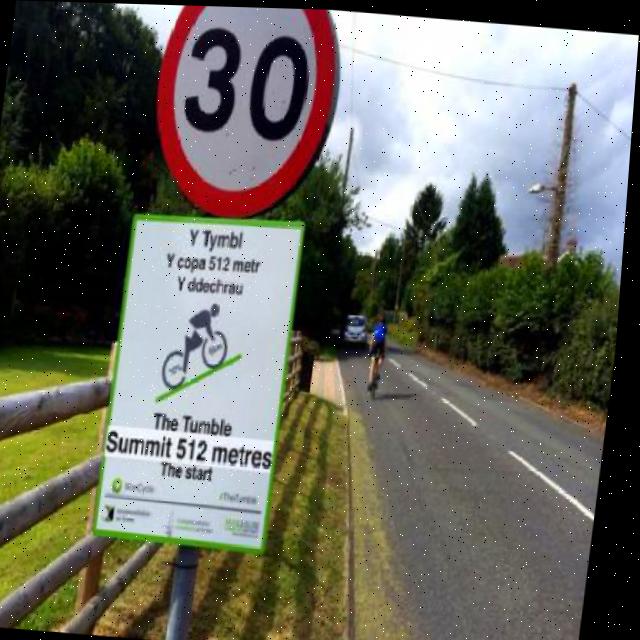 30
Y Tymbl
Y copa 512 metr
Y ddechrau
The Tumble
Summit 512 metres
The start
#TheTumble